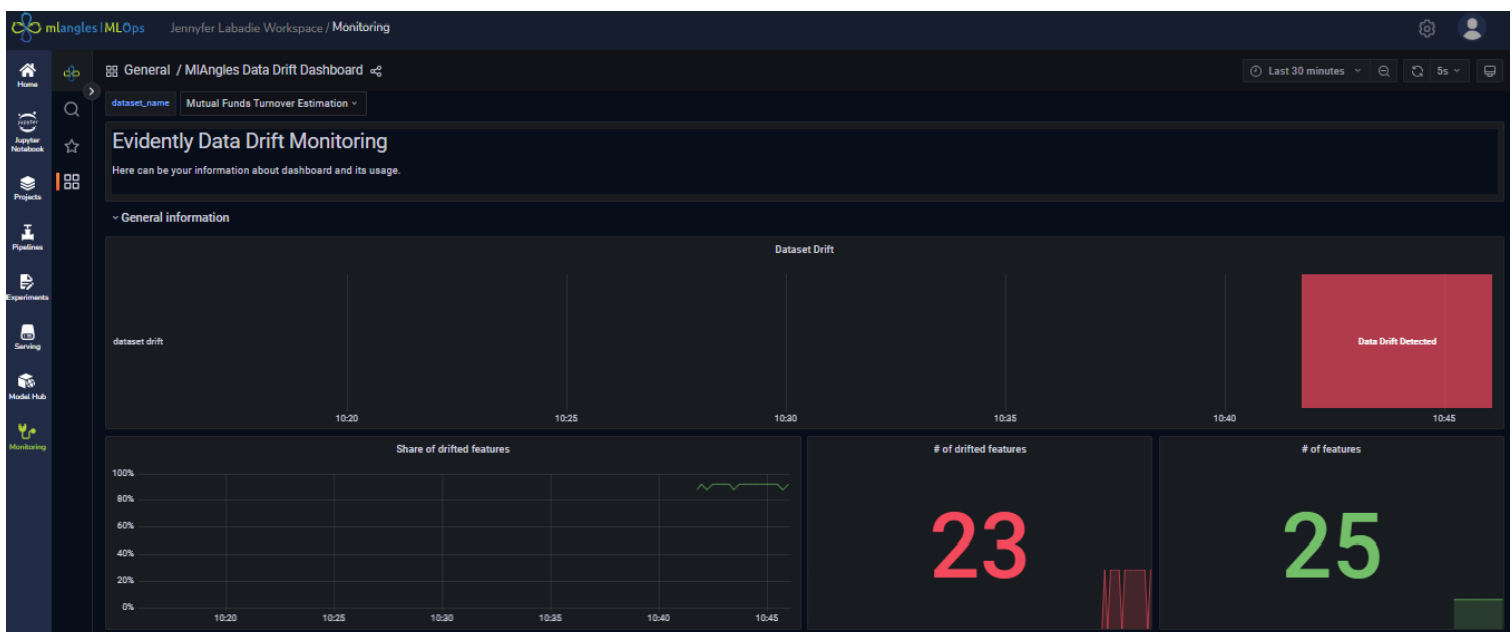 mlangles | MLOps Jennyfer Labadie Workspace / Monitoring
Home
General / MlAngles Data Drift Dashboard
Last 30 minutes 5s
dataset_name Mutual Funds Turnover Estimation
jupyter
Jupyter Notebook
Evidently Data Drift Monitoring
Here can be your information about dashboard and its usage.
Projects
General information
Pipelines
Dataset Drift
Experiments
dataset drift
Data Drift Detected
Serving
Model Hub
10:20 10:25 10:30 10:35 10:40 10:45
Monitoring
Share of drifted features
100%
80%
60%
40%
20%
0%
10:20 10:25 10:30 10:35 10:40 10:45
# of drifted features
23
# of features
25